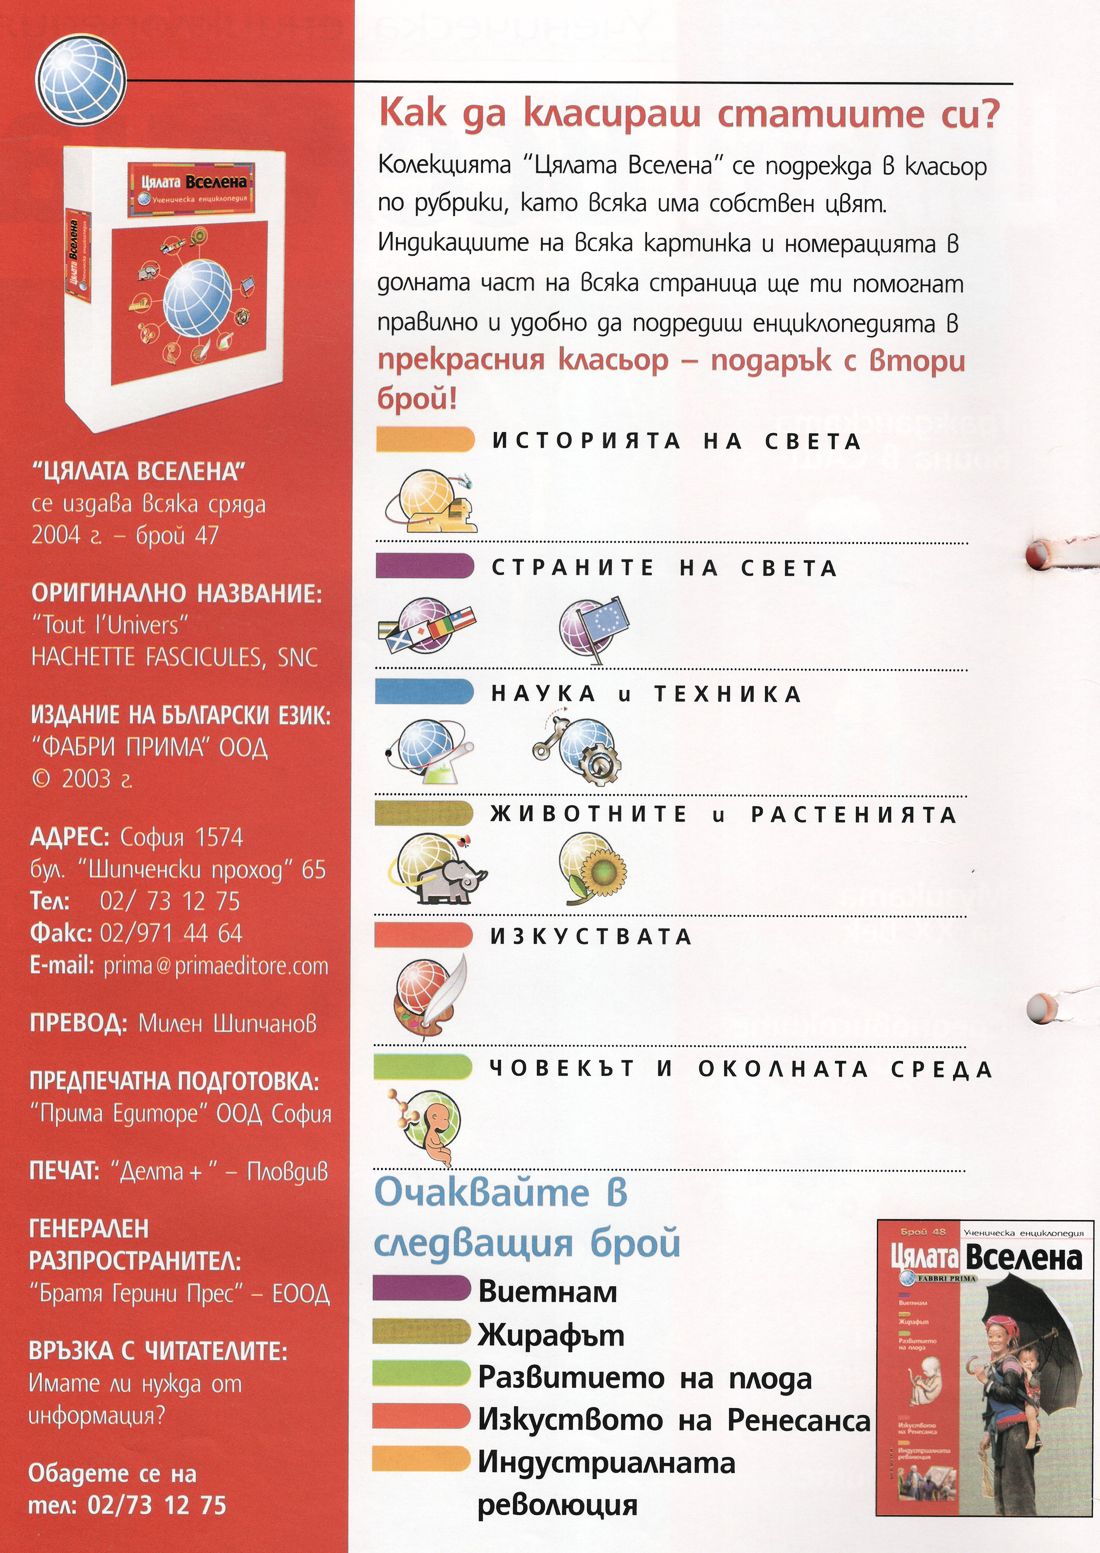 Цялата Вселена
Ученическа енциклопедия
Цялата Вселена
"ЦЯЛАТА ВСЕЛЕНА"
се издава всяка сряда
2004 г. – брой 47
ОРИГИНАЛНО НАЗВАНИЕ:
"Tout l'Univers"
HACHETTE FASCICULES, SNC
ИЗДАНИЕ НА БЪЛГАРСКИ ЕЗИК:
"ФАБРИ ПРИМА" ООД
© 2003 г.
АДРЕС: София 1574
бул. "Шипченски проход" 65
Тел: 02/ 73 12 75
Факс: 02/971 44 64
E-mail: prima@primaeditore.com
ПРЕВОД: Милен Шипчанов
ПРЕДПЕЧАТНА ПОДГОТОВКА:
"Прима Едиторе" ООД София
ПЕЧАТ: "Делта + " – Пловдив
ГЕНЕРАЛЕН
РАЗПРОСТРАНИТЕЛ:
"Братя Герини Прес" – ЕООД
ВРЪЗКА С ЧИТАТЕЛИТЕ:
Имате ли нужда от
информация?
Обадете се на
тел: 02/73 12 75
Как да класираш статиите си?
Колекцията "Цялата Вселена" се подрежда в класьор
по рубрики, като всяка има собствен цвят.
Индикациите на всяка картинка и номерацията в
долната част на всяка страница ще ти помогнат
правилно и удобно да подредиш енциклопедията в
прекрасния класьор – подарък с втори
брой!
ИСТОРИЯТА НА СВЕТА
СТРАНИТЕ НА СВЕТА
НАУКА и ТЕХНИКА
ЖИВОТНИТЕ и РАСТЕНИЯТА
ИЗКУСТВАТА
ЧОВЕКЪТ И ОКОЛНАТА СРЕДА
Очаквайте в
следващия брой
Виетнам
Жирафът
Развитието на плода
Изкуството на Ренесанса
Индустриалната
революция
Брой 48
Ученическа енциклопедия
Цялата Вселена
FABBRI PRIMA
Виетнам
Жирафът
Развитието
на плода
Изкуството
на Ренесанса
Индустриалната
революция